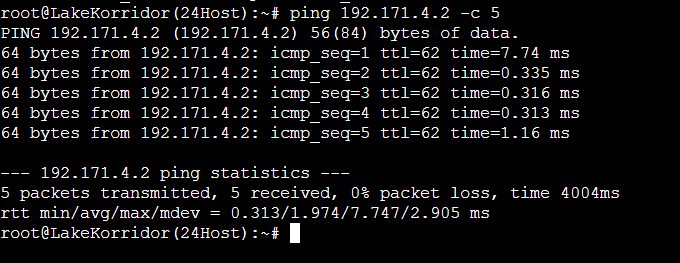 root@LakeKorridor(24Host):~# ping 192.171.4.2 -c 5
PING 192.171.4.2 (192.171.4.2) 56(84) bytes of data.
64 bytes from 192.171.4.2: icmp_seq=1 ttl=62 time=7.74 ms
64 bytes from 192.171.4.2: icmp_seq=2 ttl=62 time=0.335 ms
64 bytes from 192.171.4.2: icmp_seq=3 ttl=62 time=0.316 ms
64 bytes from 192.171.4.2: icmp_seq=4 ttl=62 time=0.313 ms
64 bytes from 192.171.4.2: icmp_seq=5 ttl=62 time=1.16 ms

--- 192.171.4.2 ping statistics ---
5 packets transmitted, 5 received, 0% packet loss, time 4004ms
rtt min/avg/max/mdev = 0.313/1.974/7.747/2.905 ms
root@LakeKorridor(24Host):~#